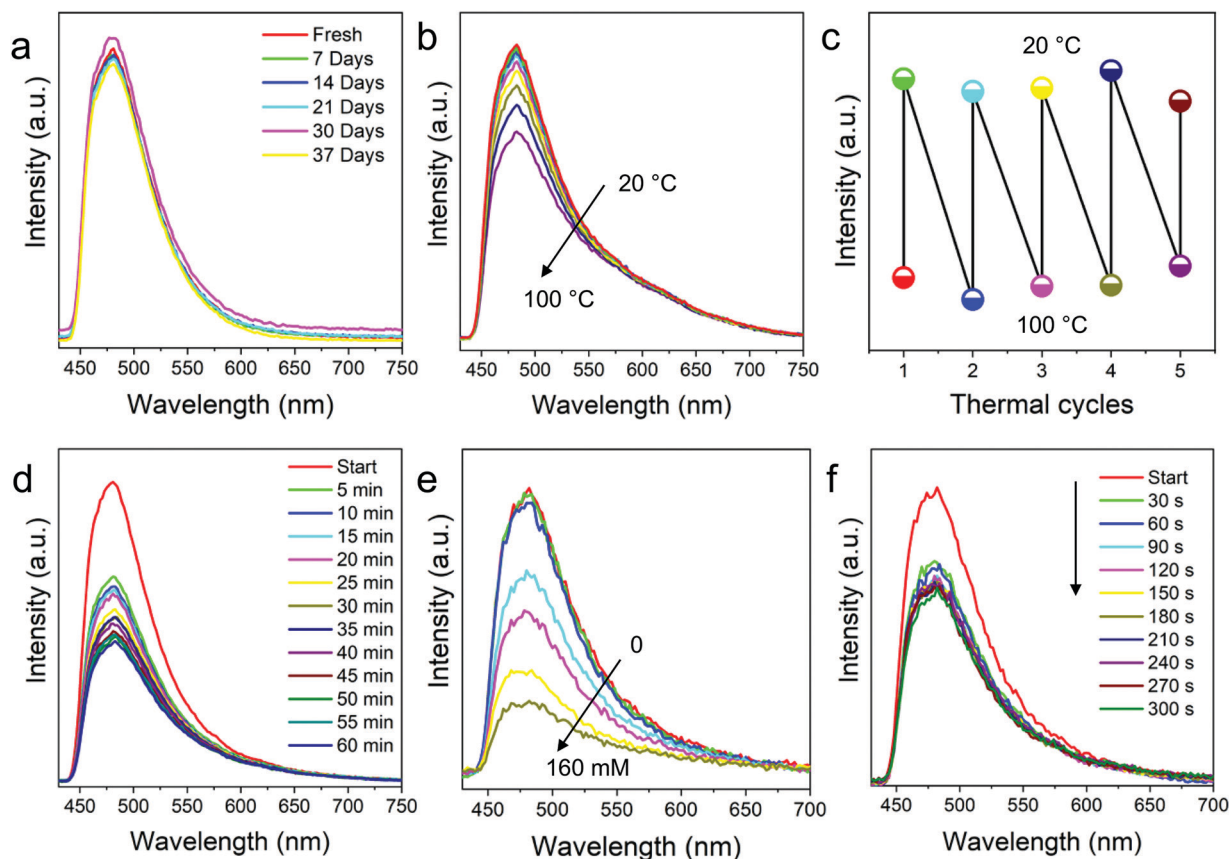 a
Intensity (a.u.)
Fresh
7 Days
14 Days
21 Days
30 Days
37 Days
450 500 550 600 650 700 750
Wavelength (nm)
b
Intensity (a.u.)
20 °C
100 °C
450 500 550 600 650 700 750
Wavelength (nm)
c
Intensity (a.u.)
20 °C
100 °C
1 2 3 4 5
Thermal cycles
d
Intensity (a.u.)
Start
5 min
10 min
15 min
20 min
25 min
30 min
35 min
40 min
45 min
50 min
55 min
60 min
450 500 550 600 650 700 750
Wavelength (nm)
e
Intensity (a.u.)
0
160 mM
450 500 550 600 650 700
Wavelength (nm)
f
Intensity (a.u.)
Start
30 s
60 s
90 s
120 s
150 s
180 s
210 s
240 s
270 s
300 s
450 500 550 600 650 700
Wavelength (nm)